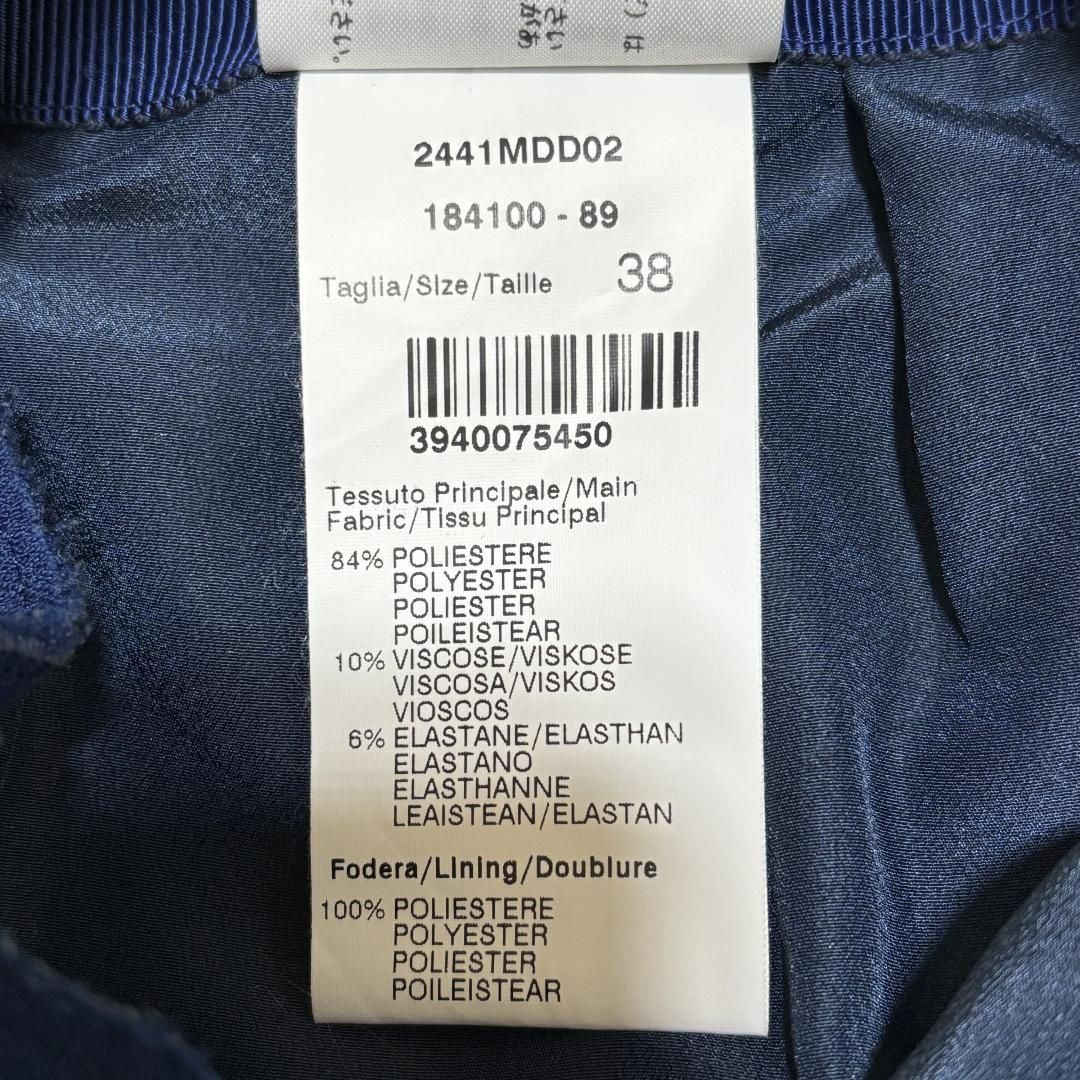 2441MDD02
184100 - 89
Taglia/Size/Taille 38
3940075450
Tessuto Principale/Main
Fabric/Tissu Principal
84% POLIESTERE
POLYESTER
POLIESTER
POILEISTEAR
10% VISCOSE/VISKOSE
VISCOSA/VISKOS
VIOSCOS
6% ELASTANE/ELASTHAN
ELASTANO
ELASTHANNE
LEAISTEAN/ELASTAN
Fodera/Lining/Doublure
100% POLIESTERE
POLYESTER
POLIESTER
POILEISTEAR